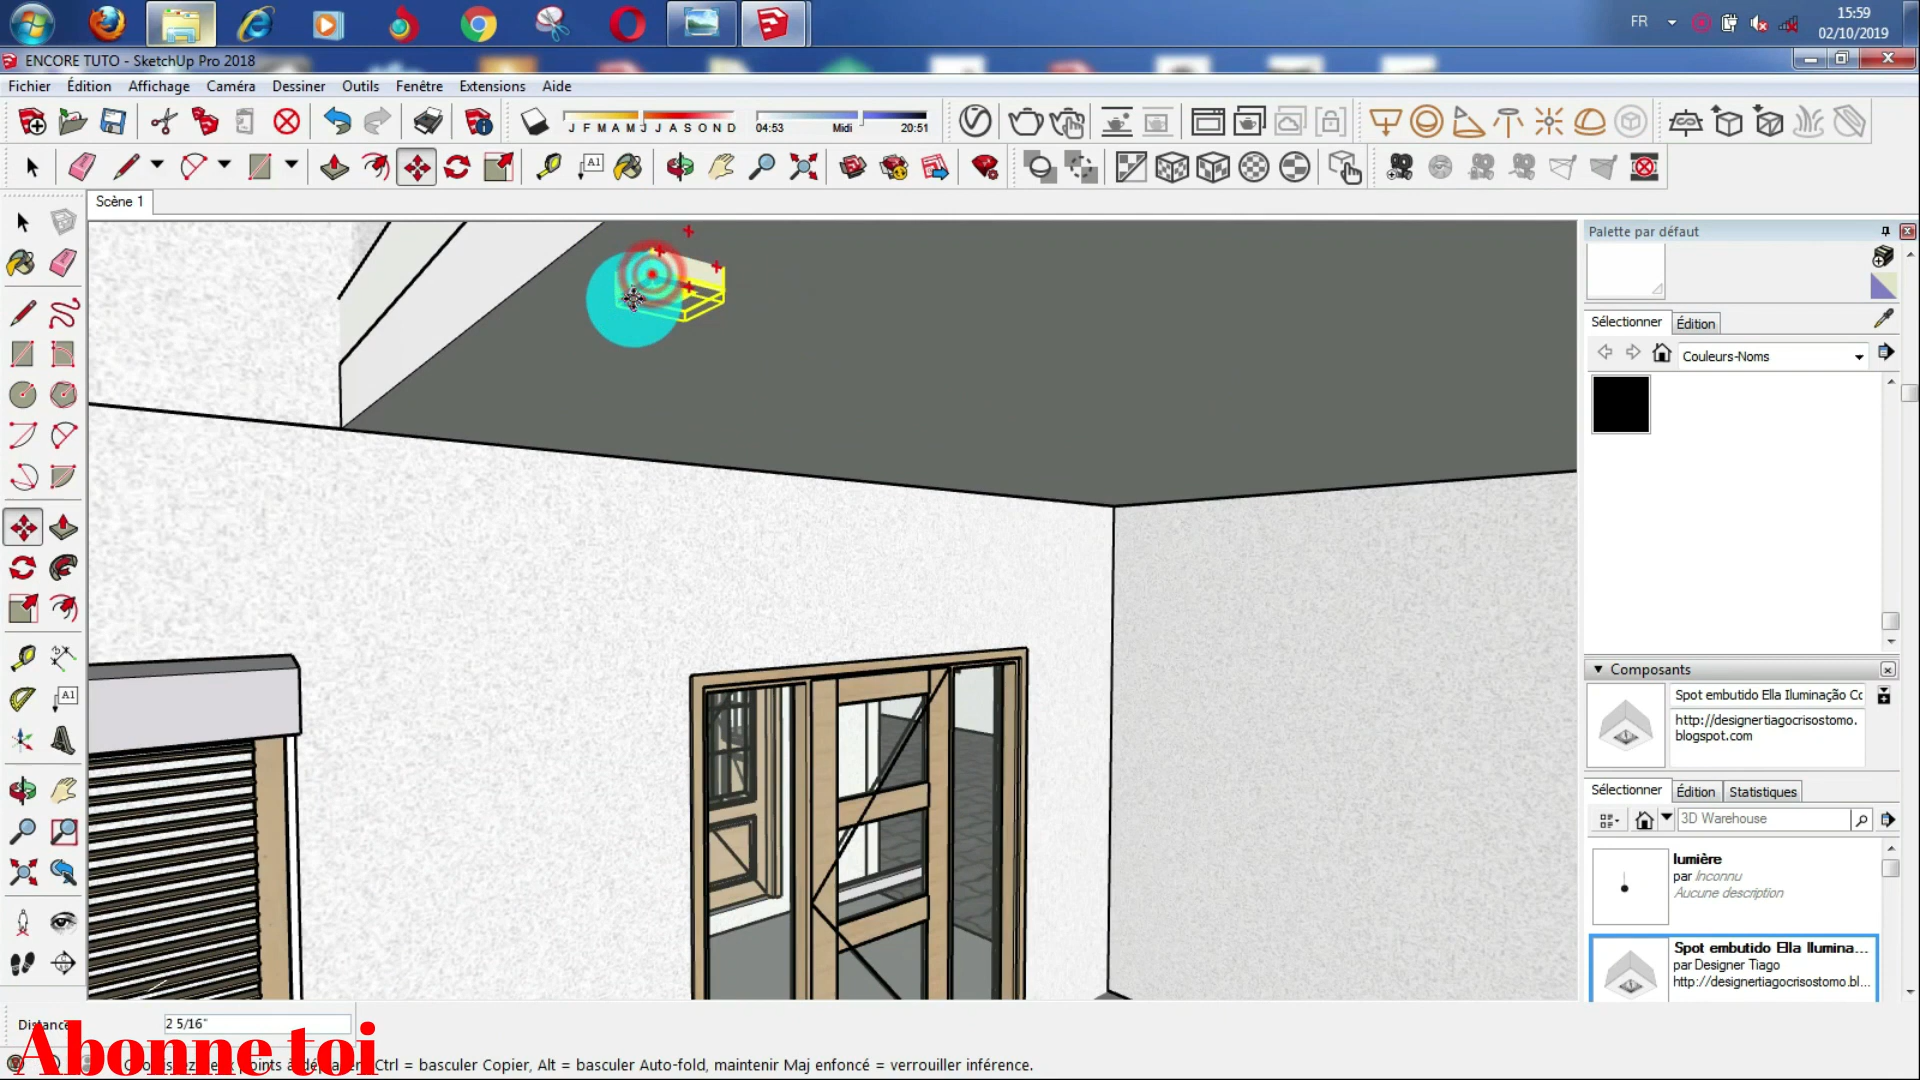 FR
15:59
02/10/2019
ENCORE TUTO - SketchUp Pro 2018
Fichier Édition Affichage Caméra Dessiner Outils Fenêtre Extensions Aide
J F M A M J J A S O N D
04:53 Midi 20:51
A1
Scène 1
Palette par défaut
Sélectionner Édition
Couleurs-Noms
A1
Composants
Spot embutido Ella Iluminação Co
http://designertiagocrisostomo.
blogspot.com
Sélectionner Édition Statistiques
3D Warehouse
lumière
par Inconnu
Aucune description
Spot embutido Ella Ilumina...
par Designer Tiago
http://designertiagocrisostomo.bl...
Distance 2 5/16"
Abonne toi
Ctrl = basculer Copier, Alt = basculer Auto-fold, maintenir Maj enfoncé = verrouiller inférence.